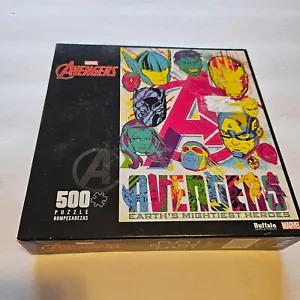 MARVEL
AVENGERS
500
PUZZLE
ROMPECABEZAS
A
AVENGERS
EARTH'S MIGHTIEST HEROES
Buffalo
MARVEL